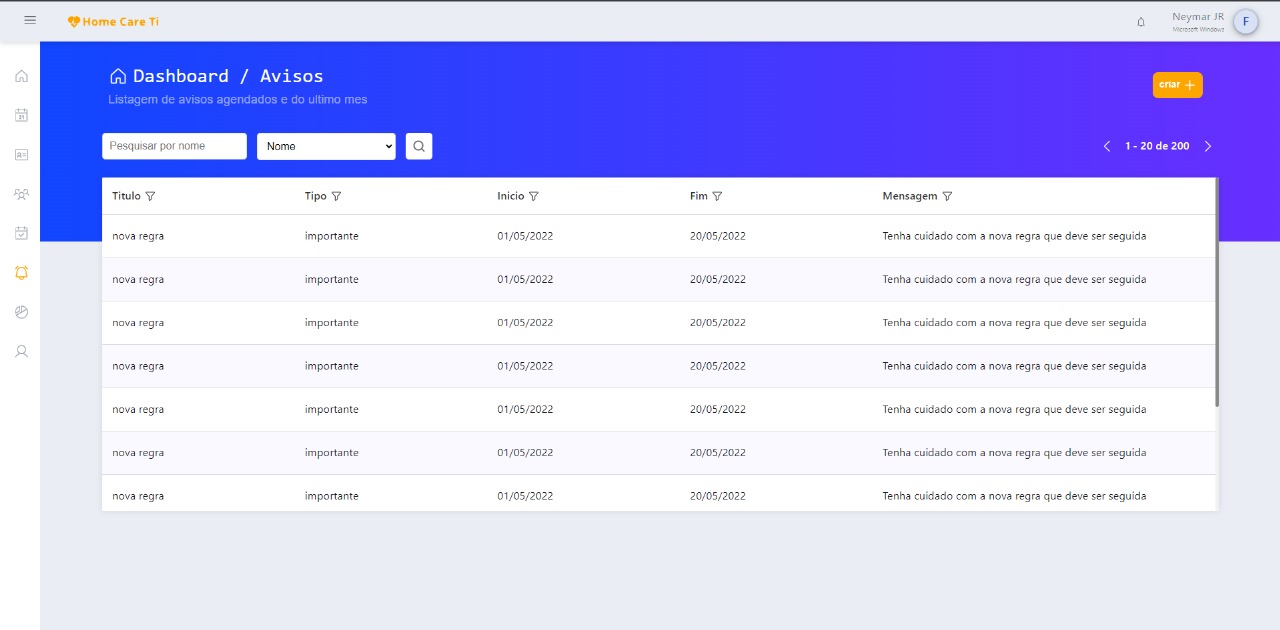 Home Care Ti
Neymar JR
Microsoft Windows
F
Dashboard / Avisos
Listagem de avisos agendados e do ultimo mes
criar
Pesquisar por nome
Nome
1 - 20 de 200
Titulo Tipo Inicio Fim Mensagem
nova regra importante 01/05/2022 20/05/2022 Tenha cuidado com a nova regra que deve ser seguida
nova regra importante 01/05/2022 20/05/2022 Tenha cuidado com a nova regra que deve ser seguida
nova regra importante 01/05/2022 20/05/2022 Tenha cuidado com a nova regra que deve ser seguida
nova regra importante 01/05/2022 20/05/2022 Tenha cuidado com a nova regra que deve ser seguida
nova regra importante 01/05/2022 20/05/2022 Tenha cuidado com a nova regra que deve ser seguida
nova regra importante 01/05/2022 20/05/2022 Tenha cuidado com a nova regra que deve ser seguida
nova regra importante 01/05/2022 20/05/2022 Tenha cuidado com a nova regra que deve ser seguida